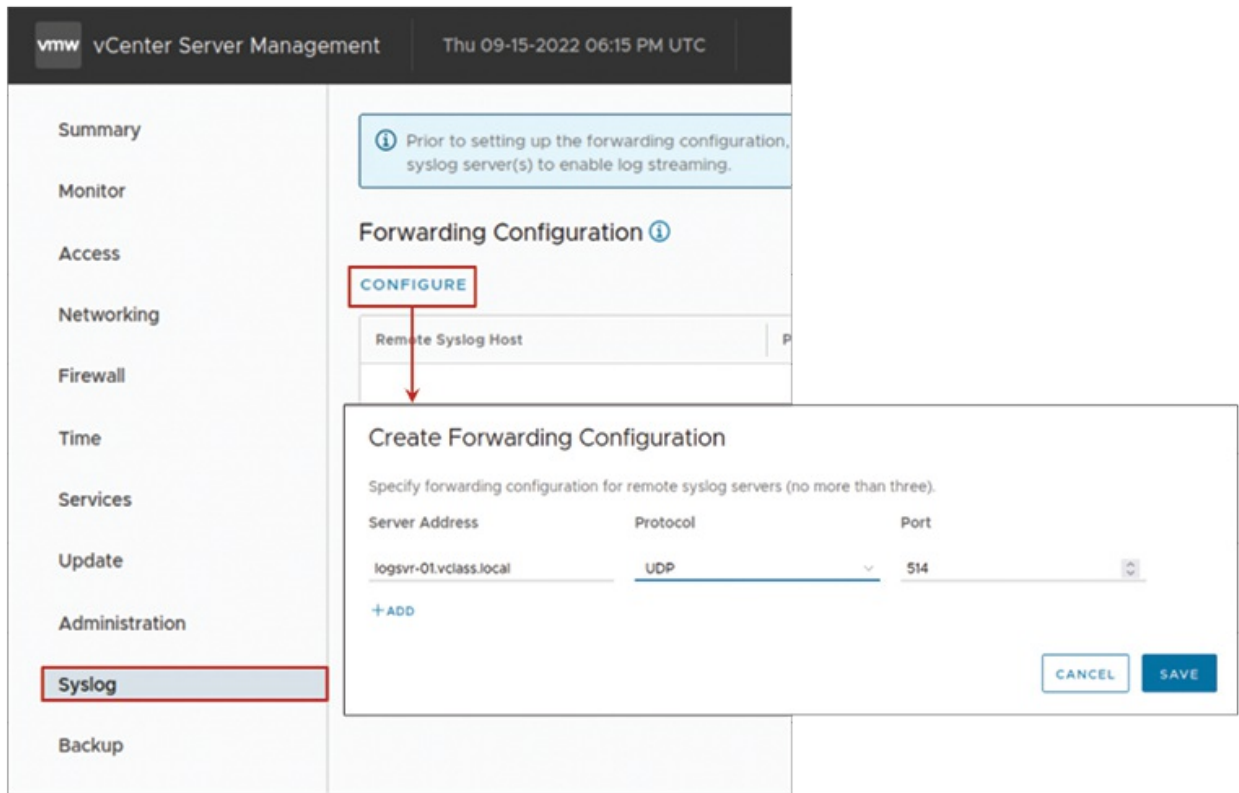 vmw vCenter Server Management Thu 09-15-2022 06:15 PM UTC
Summary
Monitor
Access
Networking
Firewall
Time
Services
Update
Administration
Syslog
Backup
Prior to setting up the forwarding configuration,
syslog server(s) to enable log streaming.
Forwarding Configuration
CONFIGURE
Remote Syslog Host P
Create Forwarding Configuration
Specify forwarding configuration for remote syslog servers (no more than three).
Server Address Protocol Port
logsvr-01.vclass.local UDP 514
+ADD
CANCEL SAVE